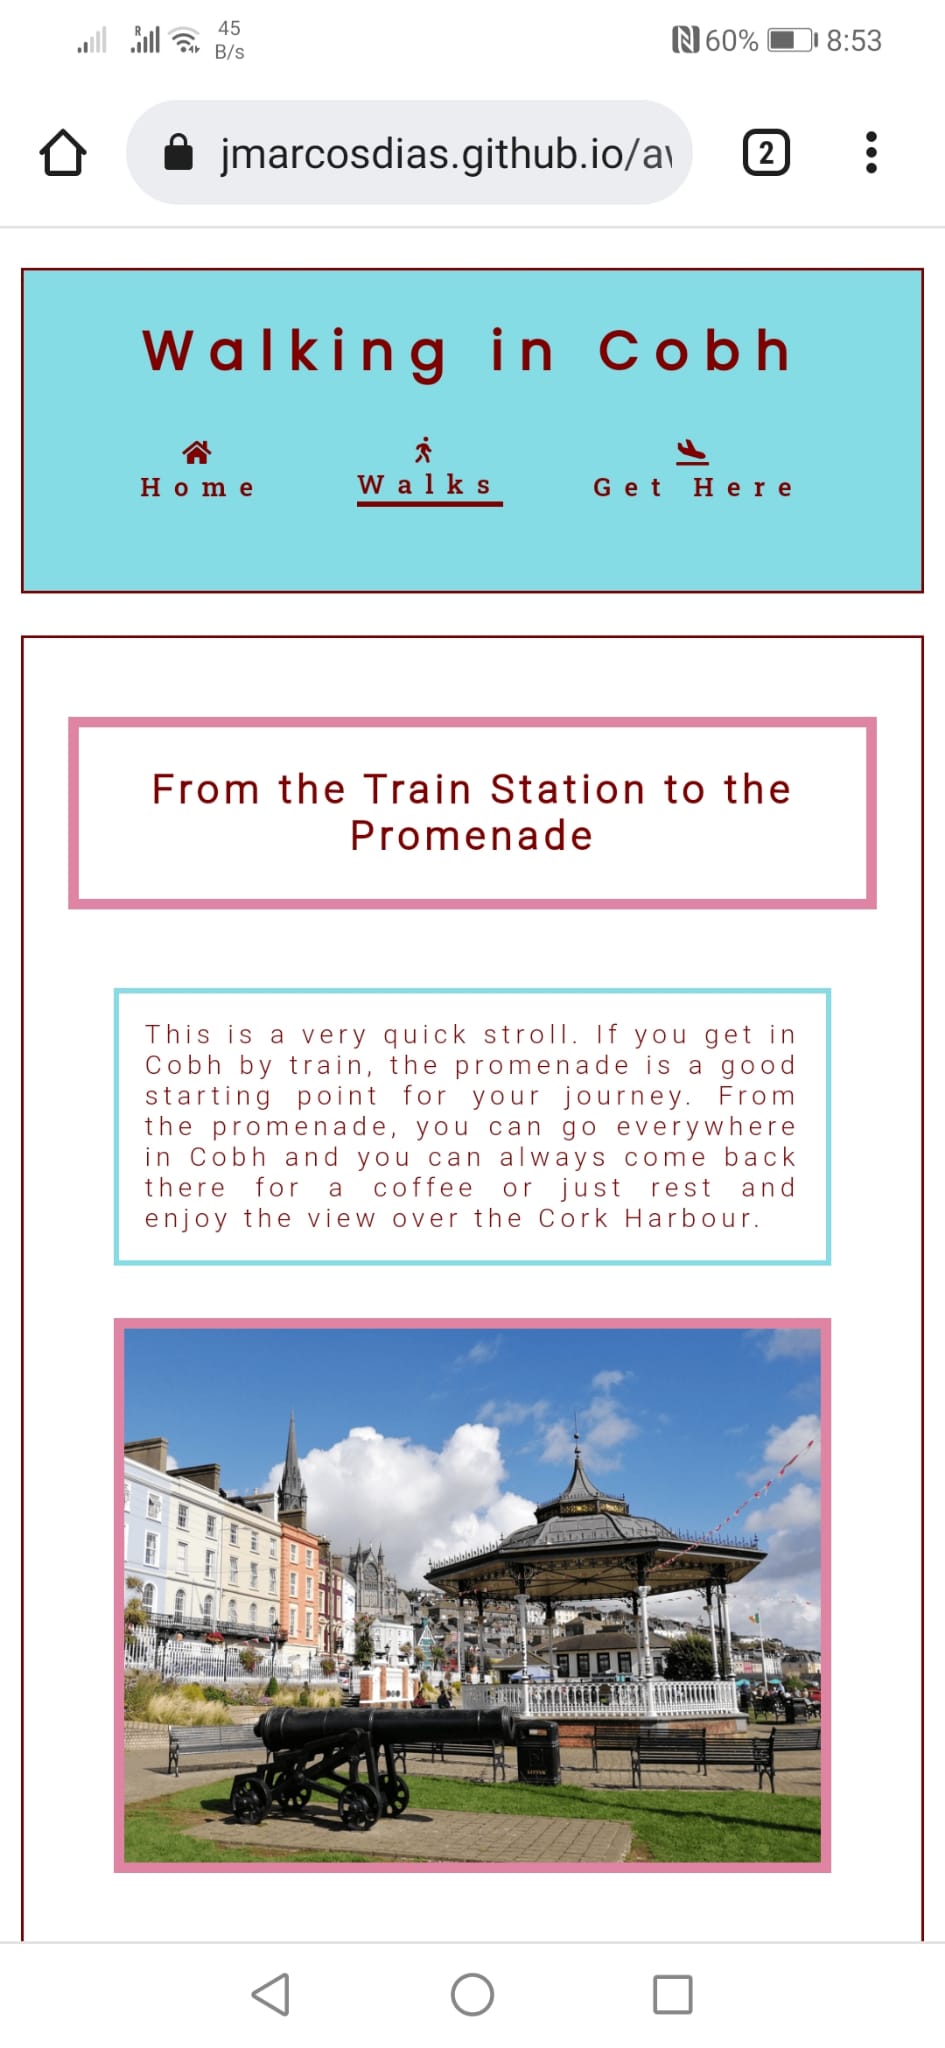 45
R
B/s
60%
8:53
jmarcosdias.github.io/av
2
Walking in Cobh
Home
Walks
Get Here
From the Train Station to the
Promenade
This is a very quick stroll. If you get in
Cobh by train, the promenade is a good
starting point for your journey. From
the promenade, you can go everywhere
in Cobh and you can always come back
there for a coffee or just rest and
enjoy the view over the Cork Harbour.
LITTER